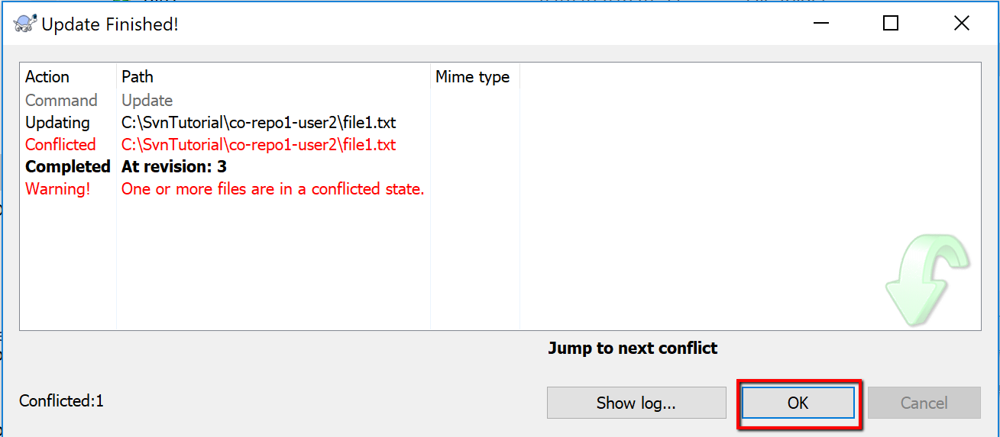 Update Finished!
Action Path Mime type
Command Update
Updating C:\SvnTutorial\co-repo1-user2\file1.txt
Conflicted C:\SvnTutorial\co-repo1-user2\file1.txt
Completed At revision: 3
Warning! One or more files are in a conflicted state.
Jump to next conflict
Conflicted:1
Show log... OK Cancel